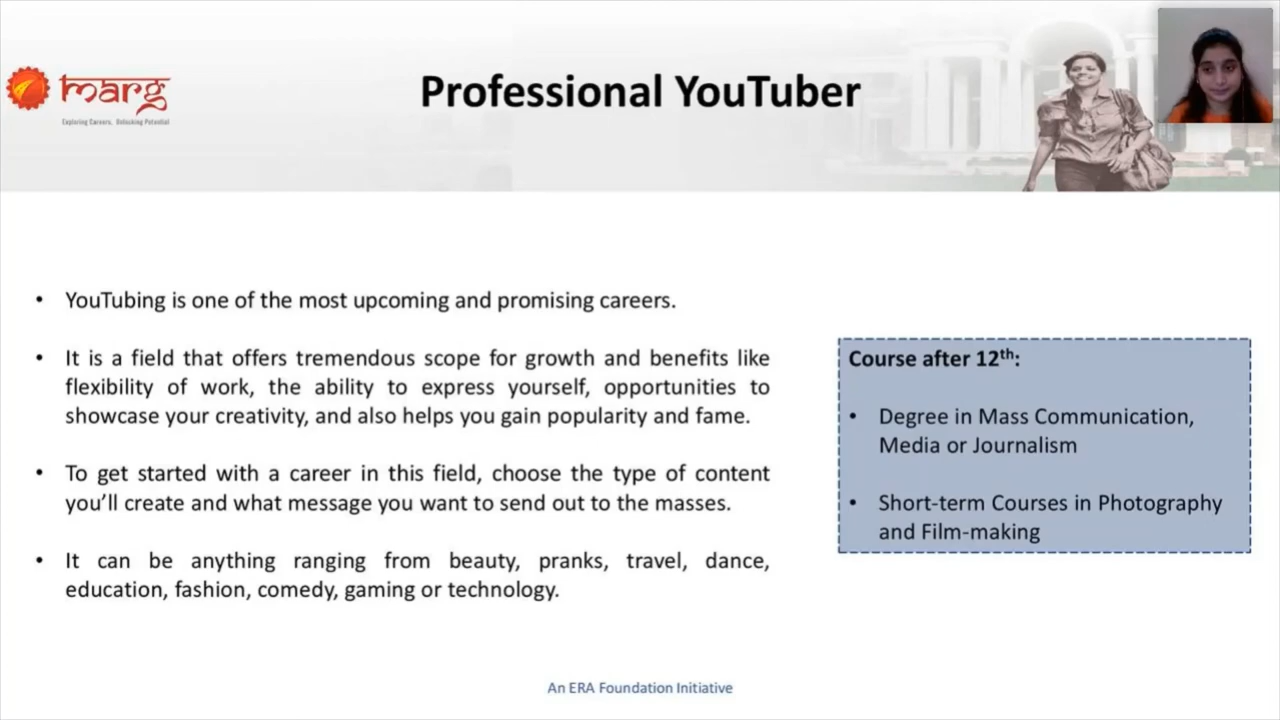 marg
Exploring Careers, Unlocking Potential
Professional YouTuber
• YouTubing is one of the most upcoming and promising careers.
• It is a field that offers tremendous scope for growth and benefits like
flexibility of work, the ability to express yourself, opportunities to
showcase your creativity, and also helps you gain popularity and fame.
• To get started with a career in this field, choose the type of content
you’ll create and what message you want to send out to the masses.
• It can be anything ranging from beauty, pranks, travel, dance,
education, fashion, comedy, gaming or technology.
Course after 12th:
• Degree in Mass Communication,
Media or Journalism
• Short-term Courses in Photography
and Film-making
An ERA Foundation Initiative